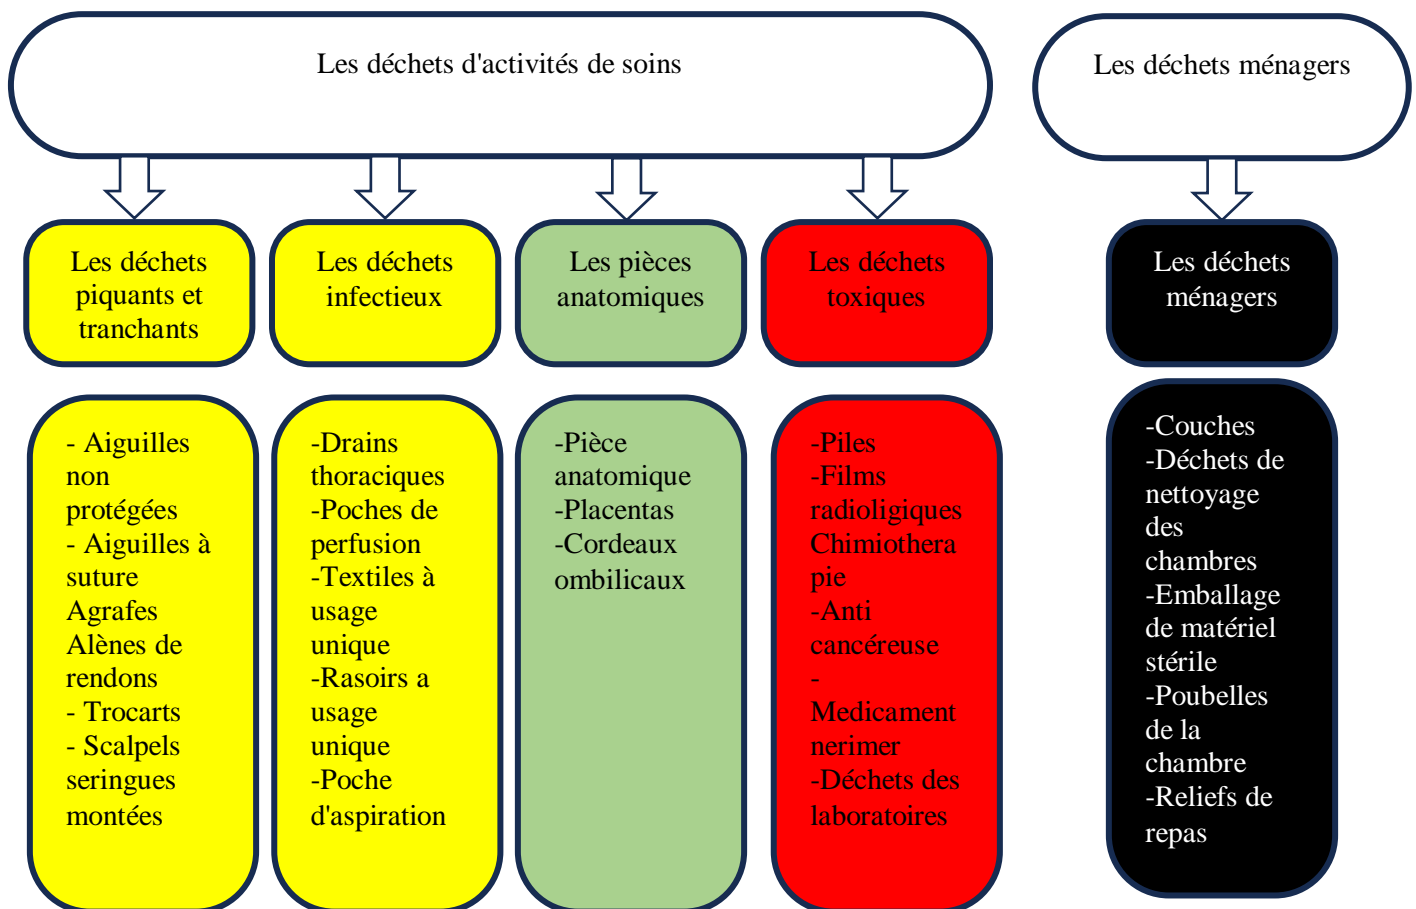 Les déchets d'activités de soins
Les déchets ménagers
Les déchets
piquants et
tranchants
Les déchets
infectieux
Les pièces
anatomiques
Les déchets
toxiques
Les déchets
ménagers
- Aiguilles
non
protégées
- Aiguilles à
suture
Agrafes
Alènes de
rendons
- Trocarts
- Scalpels
seringues
montées
-Drains
thoraciques
-Poches de
perfusion
-Textiles à
usage
unique
-Rasoirs a
usage
unique
-Poche
d'aspiration
-Pièce
anatomique
-Placentas
-Cordeaux
ombilicaux
-Piles
-Films
radioligiques
Chimiothera
pie
-Anti
cancéreuse
-
Medicament
nerimer
-Déchets des
laboratoires
-Couches
-Déchets de
nettoyage
des
chambres
-Emballage
de matériel
stérile
-Poubelles
de la
chambre
-Reliefs de
repas